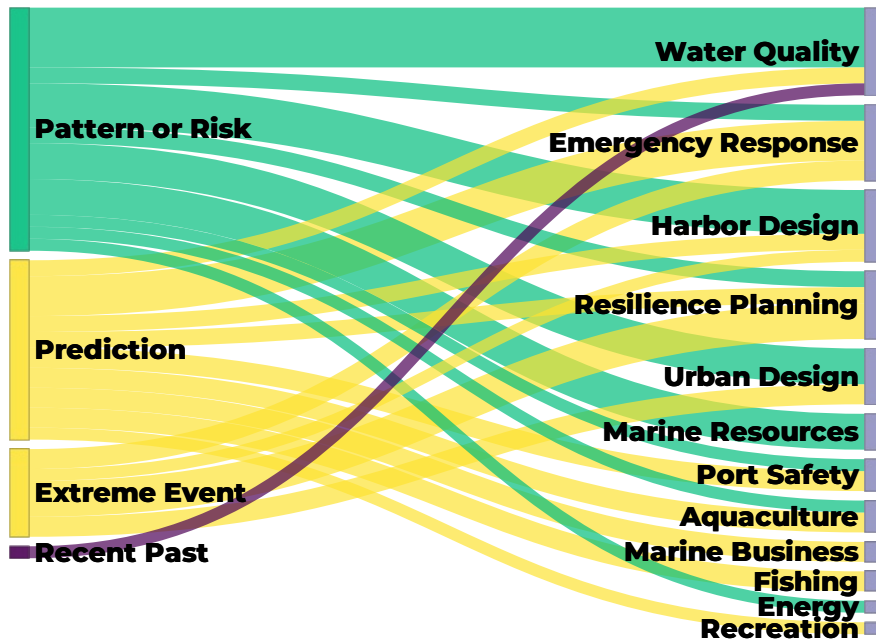 Pattern or Risk
Prediction
Extreme Event
Recent Past
Water Quality
Emergency Response
Harbor Design
Resilience Planning
Urban Design
Marine Resources
Port Safety
Aquaculture
Marine Business
Fishing
Energy
Recreation